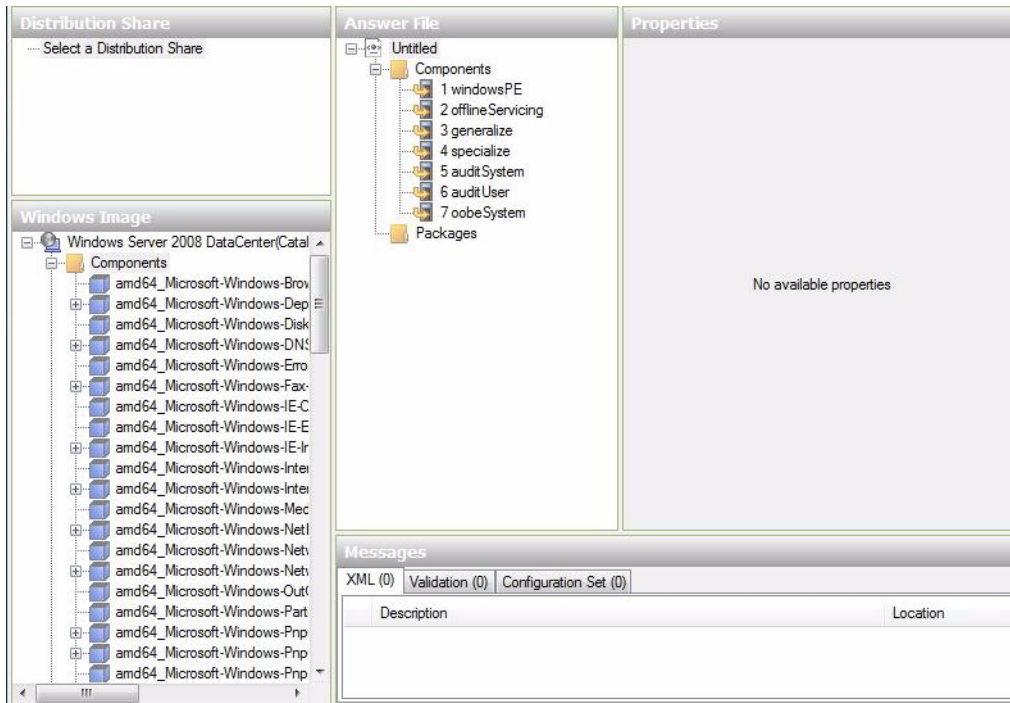 Distribution Share
Select a Distribution Share
Windows Image
Windows Server 2008 DataCenter(Catal
Components
amd64_Microsoft-Windows-Brow
amd64_Microsoft-Windows-Dep
amd64_Microsoft-Windows-Disk
amd64_Microsoft-Windows-DNS
amd64_Microsoft-Windows-Erro
amd64_Microsoft-Windows-Fax-
amd64_Microsoft-Windows-IE-C
amd64_Microsoft-Windows-IE-E
amd64_Microsoft-Windows-IE-Ir
amd64_Microsoft-Windows-Inter
amd64_Microsoft-Windows-Inter
amd64_Microsoft-Windows-Med
amd64_Microsoft-Windows-NetI
amd64_Microsoft-Windows-Netw
amd64_Microsoft-Windows-Netw
amd64_Microsoft-Windows-OutO
amd64_Microsoft-Windows-Part
amd64_Microsoft-Windows-Pnp
amd64_Microsoft-Windows-Pnp
amd64_Microsoft-Windows-Pnp
Answer File
Untitled
Components
1 windowsPE
2 offlineServicing
3 generalize
4 specialize
5 auditSystem
6 auditUser
7 oobeSystem
Packages
Properties
No available properties
Messages
XML (0) Validation (0) Configuration Set (0)
Description Location